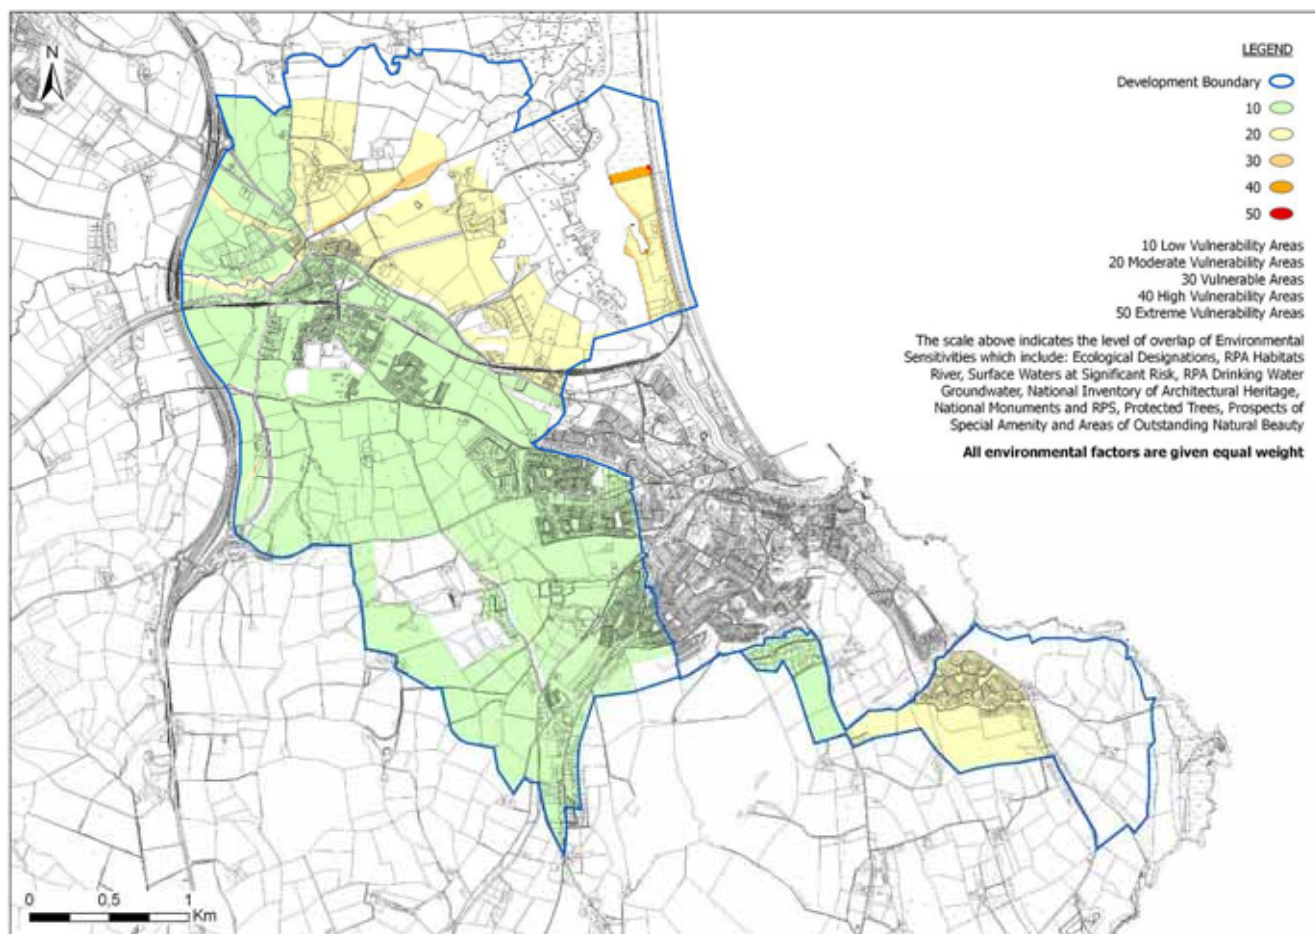 N
LEGEND
Development Boundary
10
20
30
40
50
10 Low Vulnerability Areas
20 Moderate Vulnerability Areas
30 Vulnerable Areas
40 High Vulnerability Areas
50 Extreme Vulnerability Areas
The scale above indicates the level of overlap of Environmental
Sensitivities which include: Ecological Designations, RPA Habitats
River, Surface Waters at Significant Risk, RPA Drinking Water
Groundwater, National Inventory of Architectural Heritage,
National Monuments and RPS, Protected Trees, Prospects of
Special Amenity and Areas of Outstanding Natural Beauty
All environmental factors are given equal weight
0 0,5 1
Km